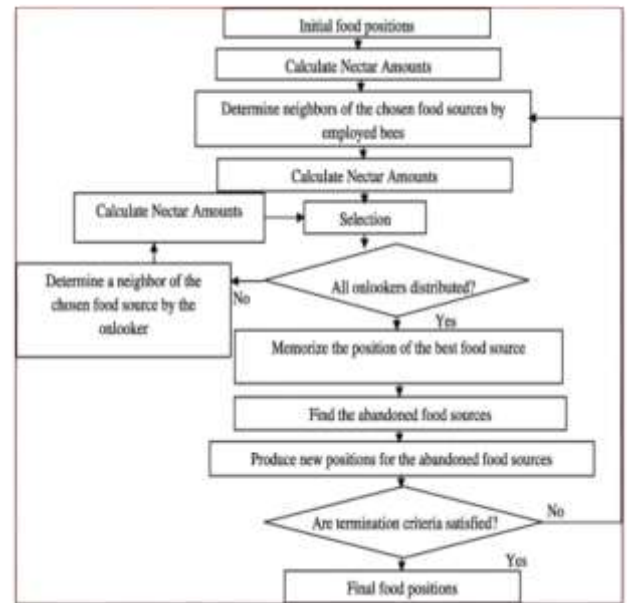 Initial food positions
Calculate Nectar Amounts
Determine neighbors of the chosen food sources by
employed bees
Calculate Nectar Amounts
Calculate Nectar Amounts
Selection
Determine a neighbor of the
chosen food source by the
onlooker
No
All onlookers distributed?
Yes
Memorize the position of the best food source
Find the abandoned food sources
Produce new positions for the abandoned food sources
Are termination criteria satisfied?
No
Yes
Final food positions